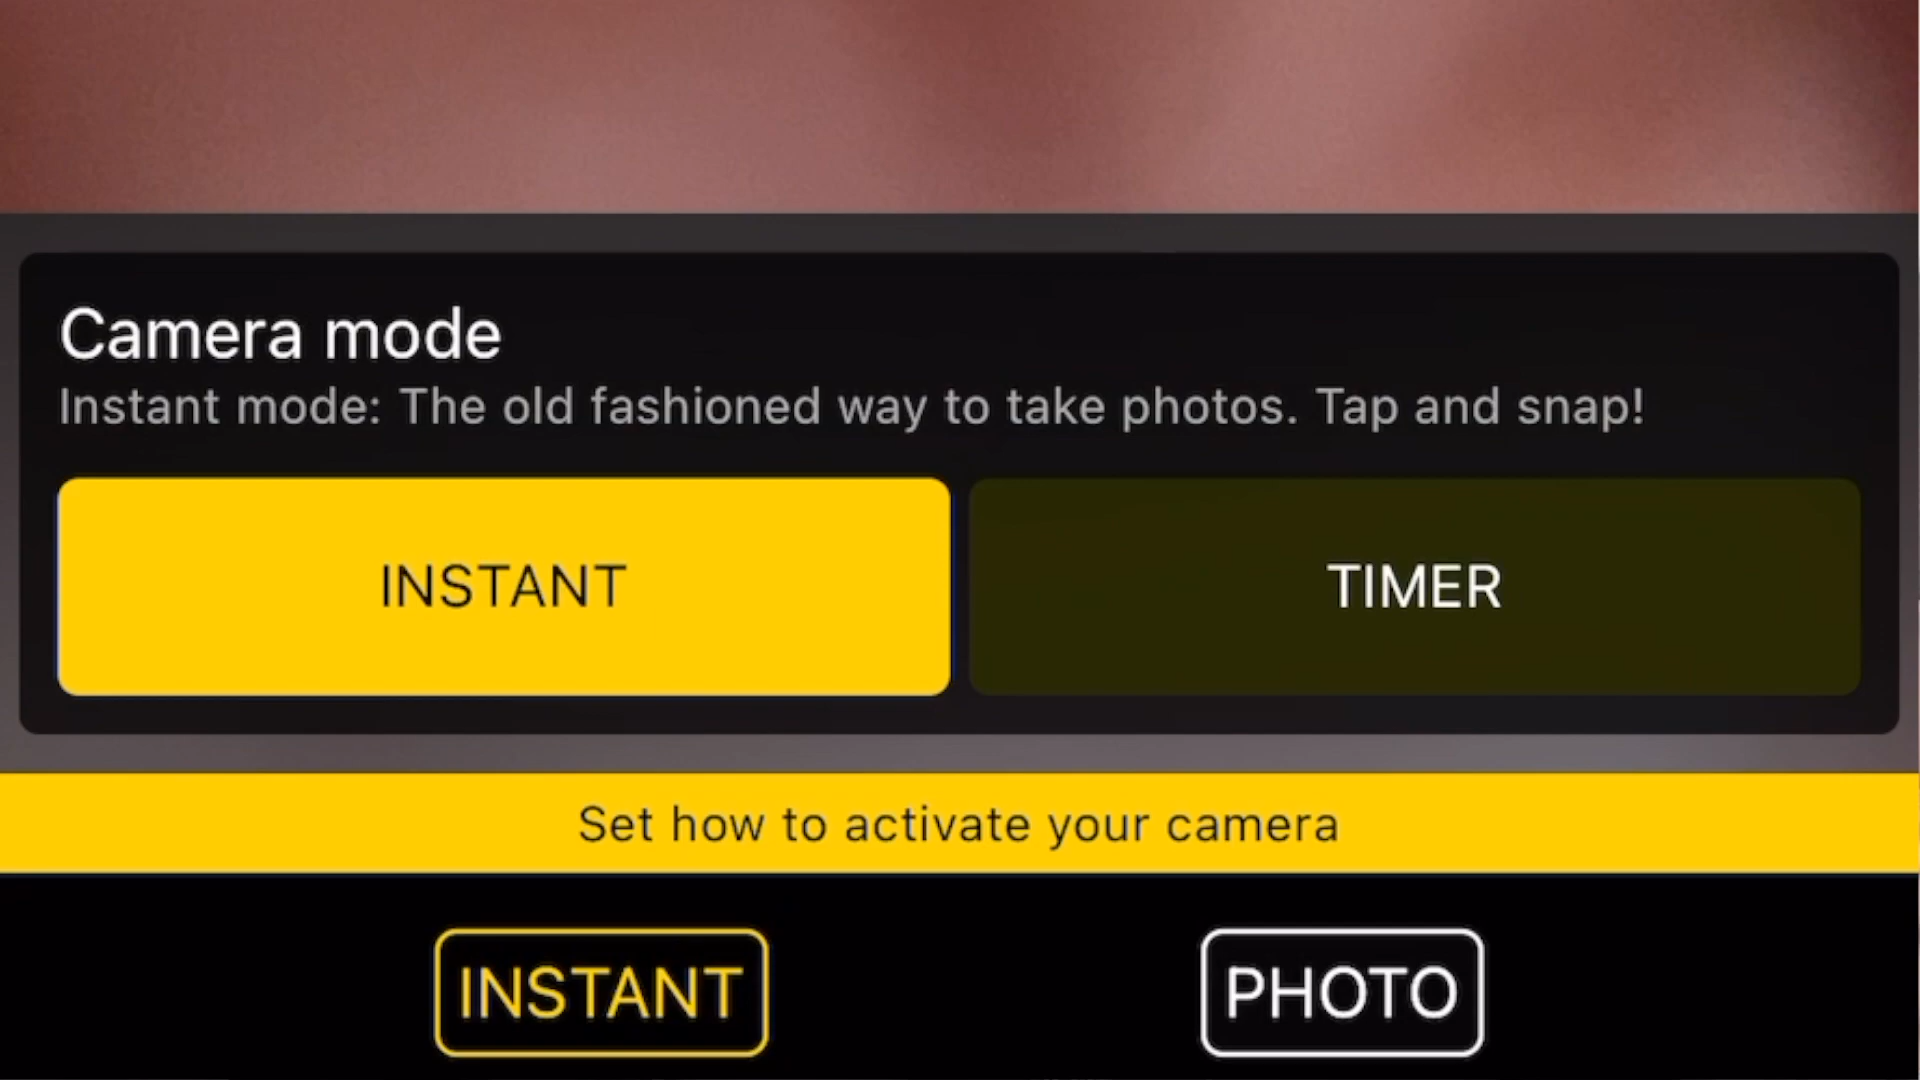 Camera mode
Instant mode: The old fashioned way to take photos. Tap and snap!
INSTANT
TIMER
Set how to activate your camera
INSTANT
PHOTO